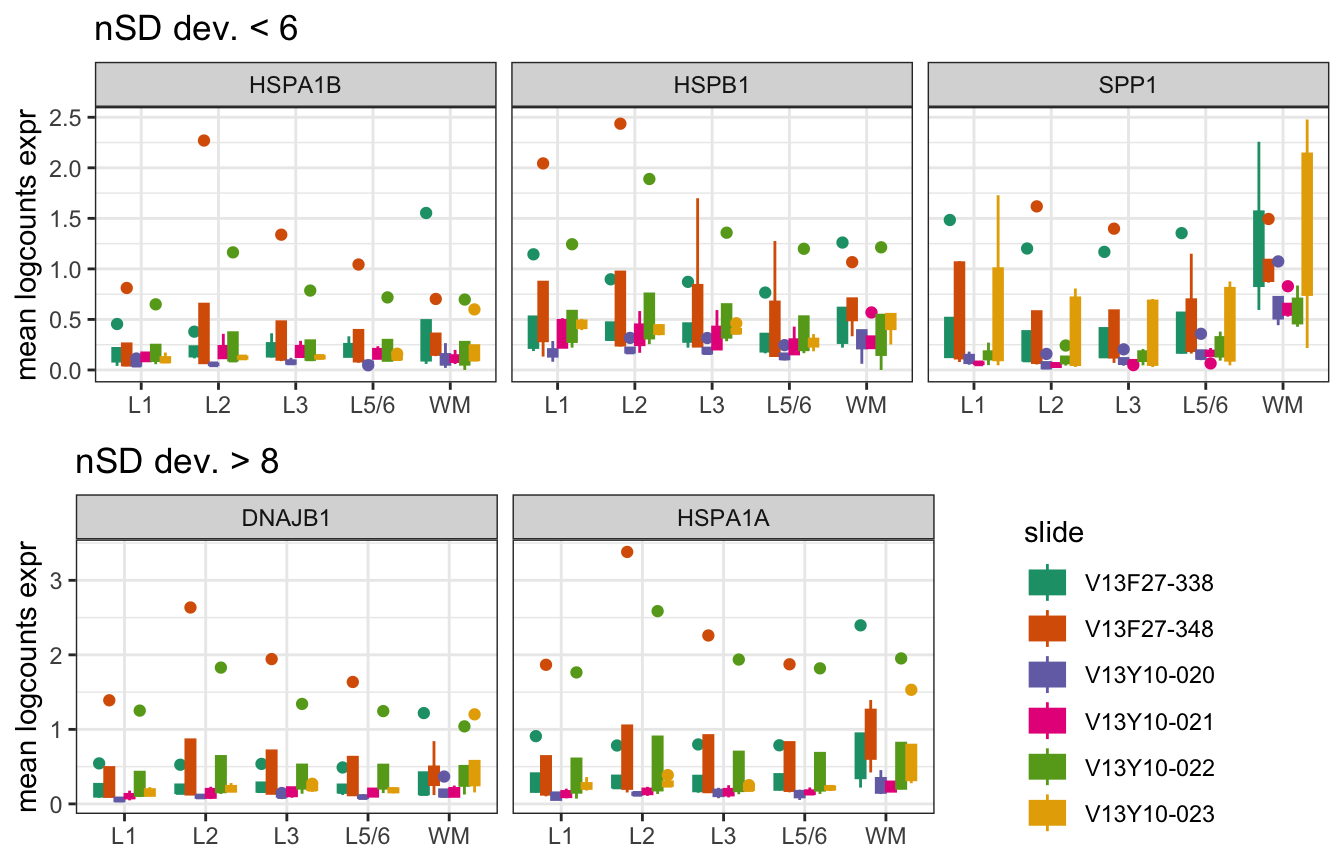 nSD dev. < 6
HSPA1B HSPB1 SPP1
mean logcounts expr
2.5
2.0
1.5
1.0
0.5
0.0
L1 L2 L3 L5/6 WM L1 L2 L3 L5/6 WM L1 L2 L3 L5/6 WM
nSD dev. > 8
DNAJB1 HSPA1A
mean logcounts expr
3
2
1
0
L1 L2 L3 L5/6 WM L1 L2 L3 L5/6 WM
slide
V13F27-338
V13F27-348
V13Y10-020
V13Y10-021
V13Y10-022
V13Y10-023